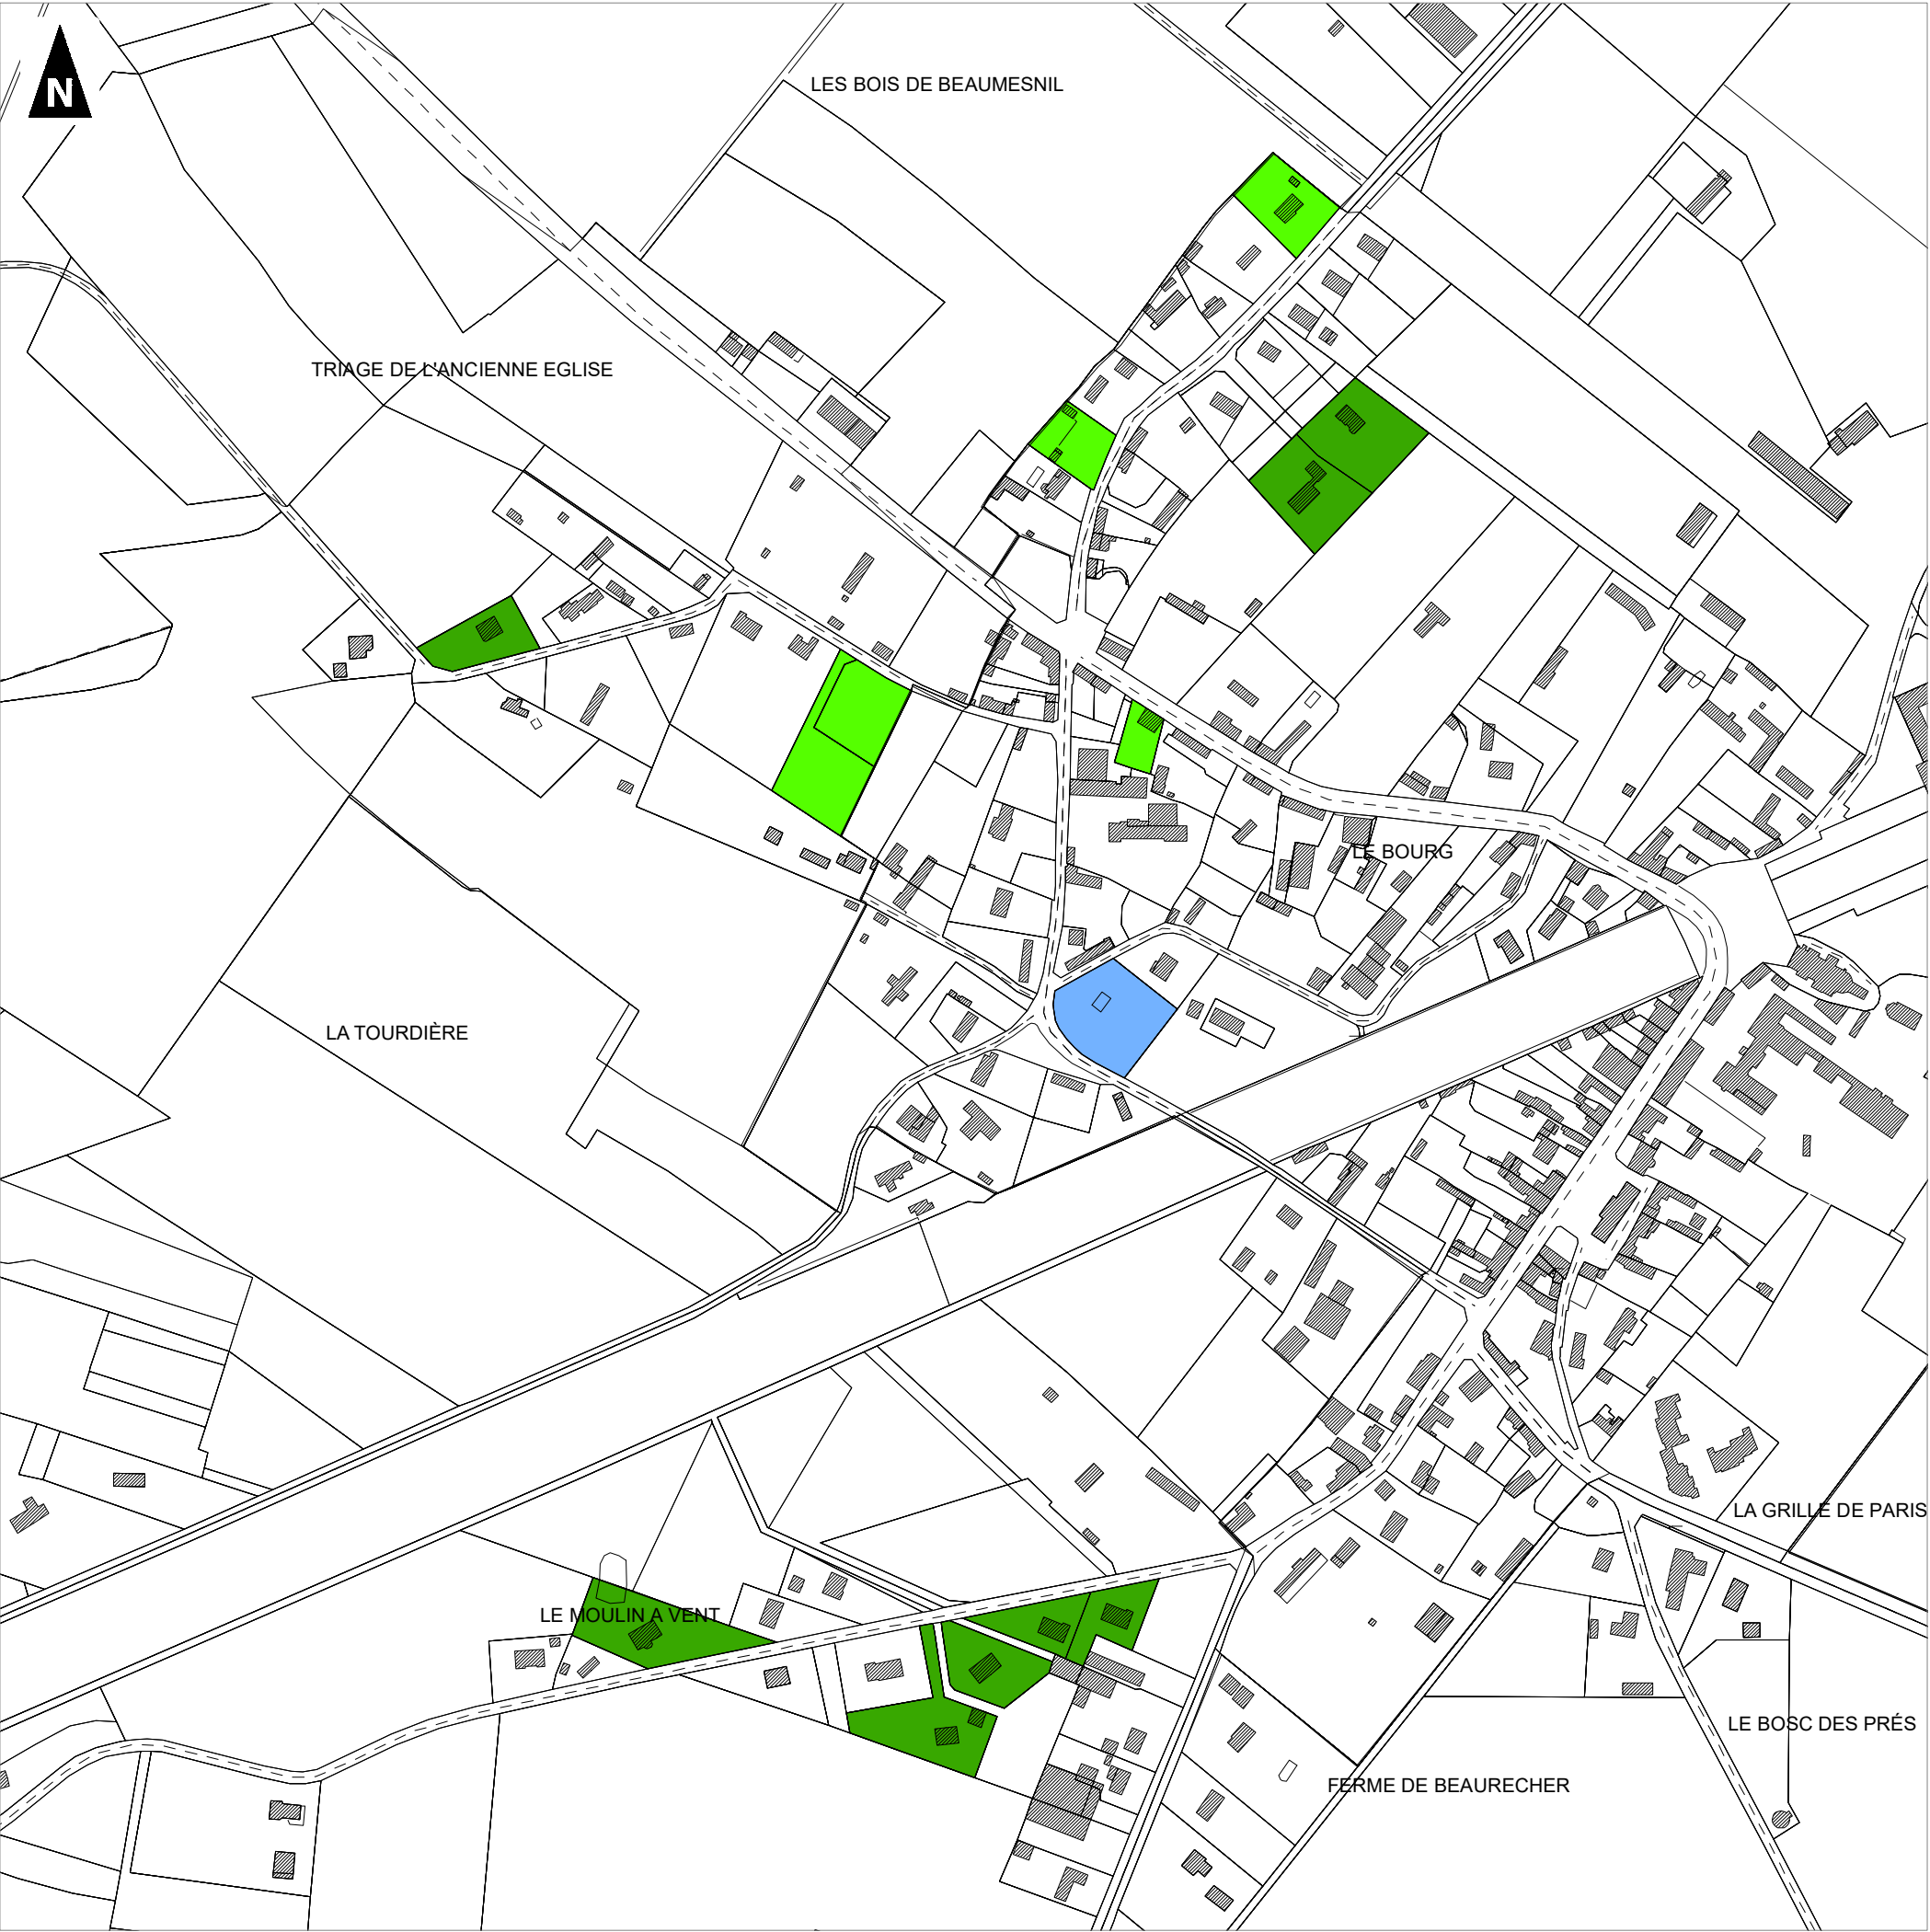 N
LES BOIS DE BEAUMESNIL
TRIAGE DE L'ANCIENNE EGLISE
LE BOURG
LA TOURDIÈRE
LA GRILLE DE PARIS
LE MOULIN A VENT
LE BOSC DES PRÉS
FERME DE BEAURECHER